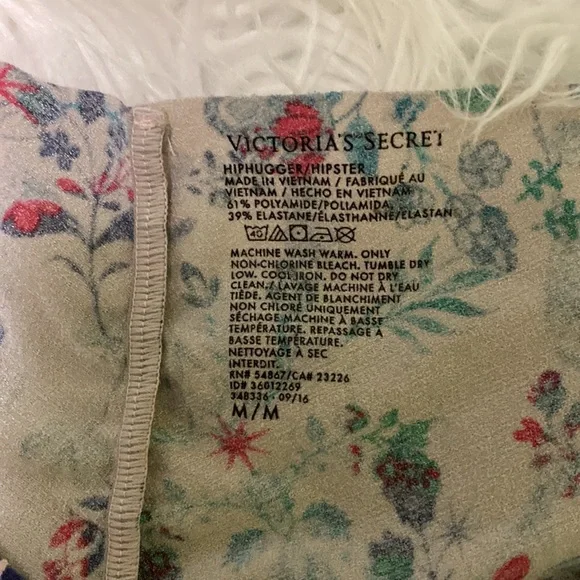 VICTORIA'S SECRET
HIPHUGGER/HIPSTER
MADE IN VIETNAM / FABRIQUÉ AU
VIETNAM / HECHO EN VIETNAM
61% POLYAMIDE/POLIAMIDA,
39% ELASTANE/ÉLASTHANNE/ELASTAN
40
MACHINE WASH WARM. ONLY
NON-CHLORINE BLEACH. TUMBLE DRY
LOW. COOL IRON. DO NOT DRY
CLEAN./ LAVAGE MACHINE À L'EAU
TIÈDE. AGENT DE BLANCHIMENT
NON CHLORÉ UNIQUEMENT
SÉCHAGE MACHINE À BASSE
TEMPÉRATURE. REPASSAGE À
BASSE TEMPÉRATURE.
NETTOYAGE À SEC
INTERDIT.
RN# 54867/CA# 23226
ID# 36012269
348336 - 09/16
M/M